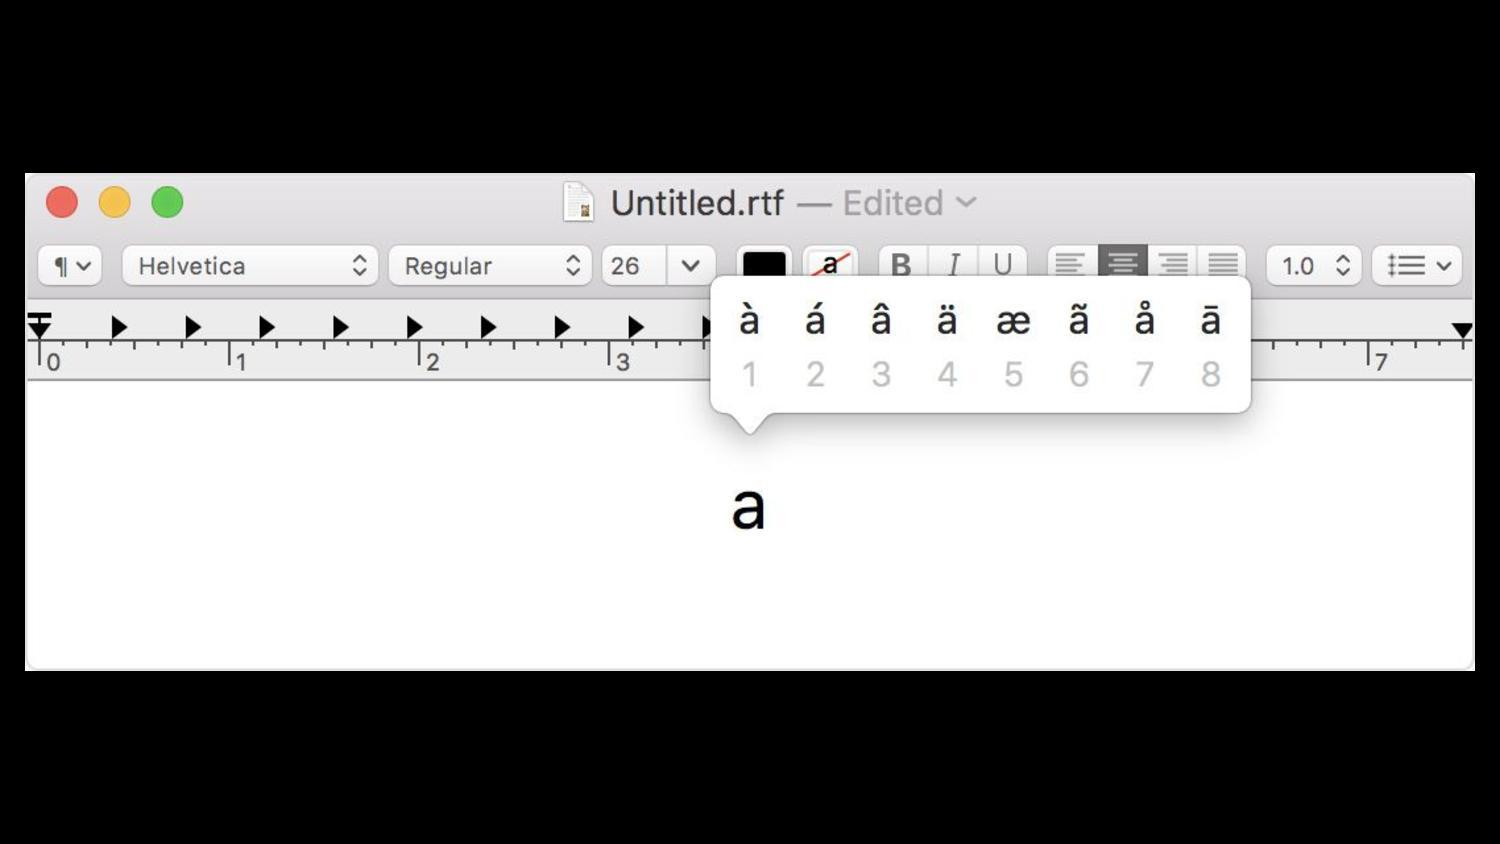 Untitled.rtf — Edited
¶ Helvetica Regular 26 a B I U 1.0
à á â ä æ ã å ā
1 2 3 4 5 6 7 8
0 1 2 3 7
a